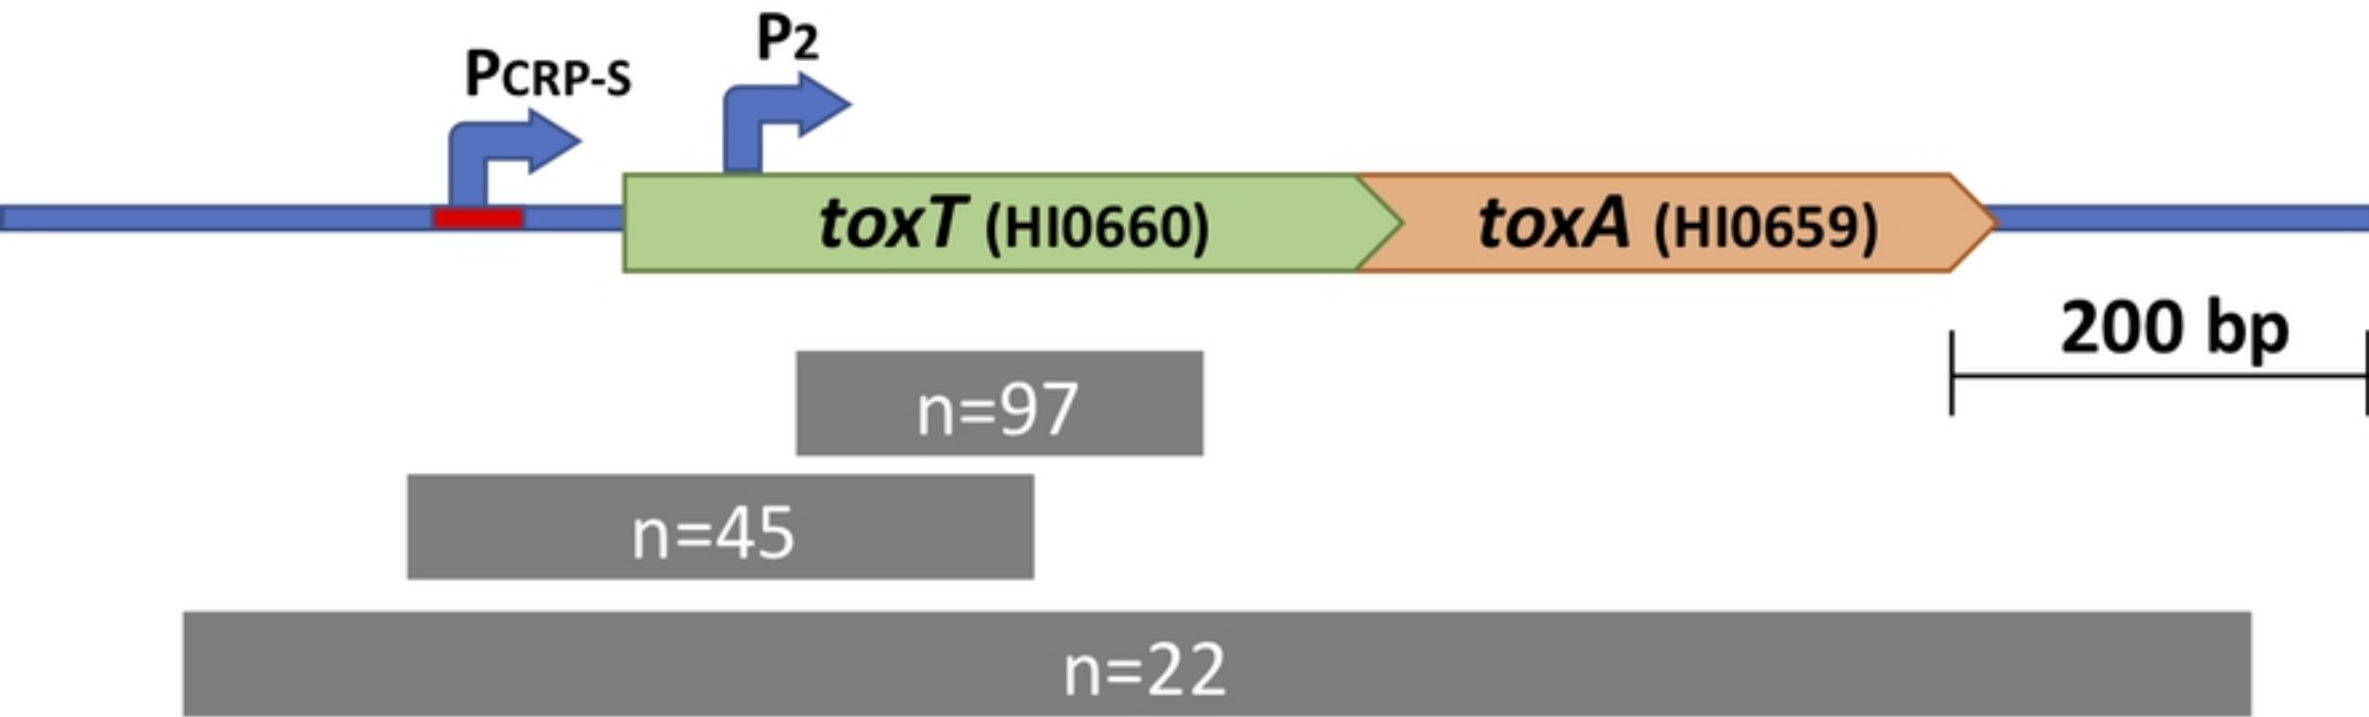 P2
PCRP-S
toxT (HI0660)
toxA (HI0659)
200 bp
n=97
n=45
n=22